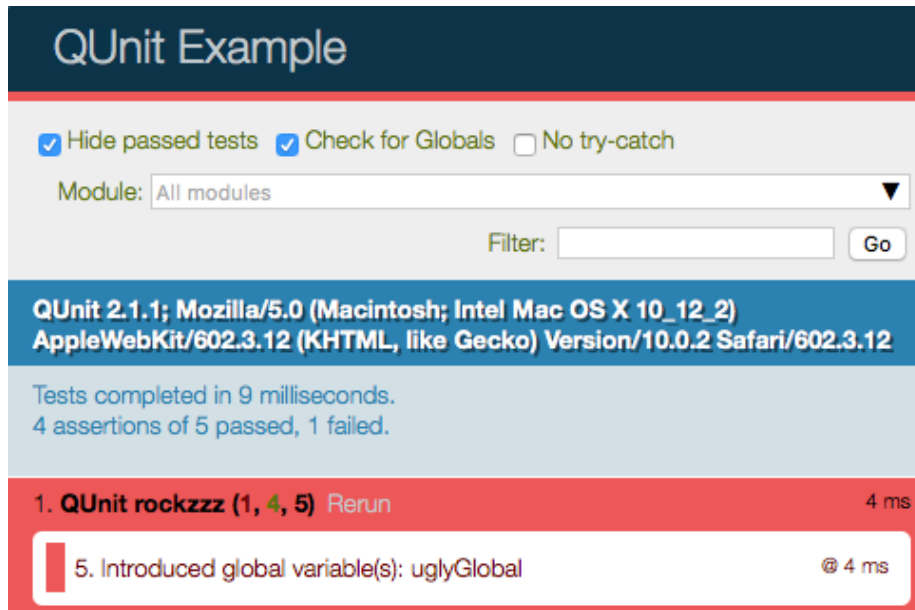 QUnit Example
Hide passed tests Check for Globals No try-catch
Module: All modules
Filter: Go
QUnit 2.1.1; Mozilla/5.0 (Macintosh; Intel Mac OS X 10_12_2)
AppleWebKit/602.3.12 (KHTML, like Gecko) Version/10.0.2 Safari/602.3.12
Tests completed in 9 milliseconds.
4 assertions of 5 passed, 1 failed.
1. QUnit rockzzz (1, 4, 5) Rerun 4 ms
5. Introduced global variable(s): uglyGlobal @ 4 ms